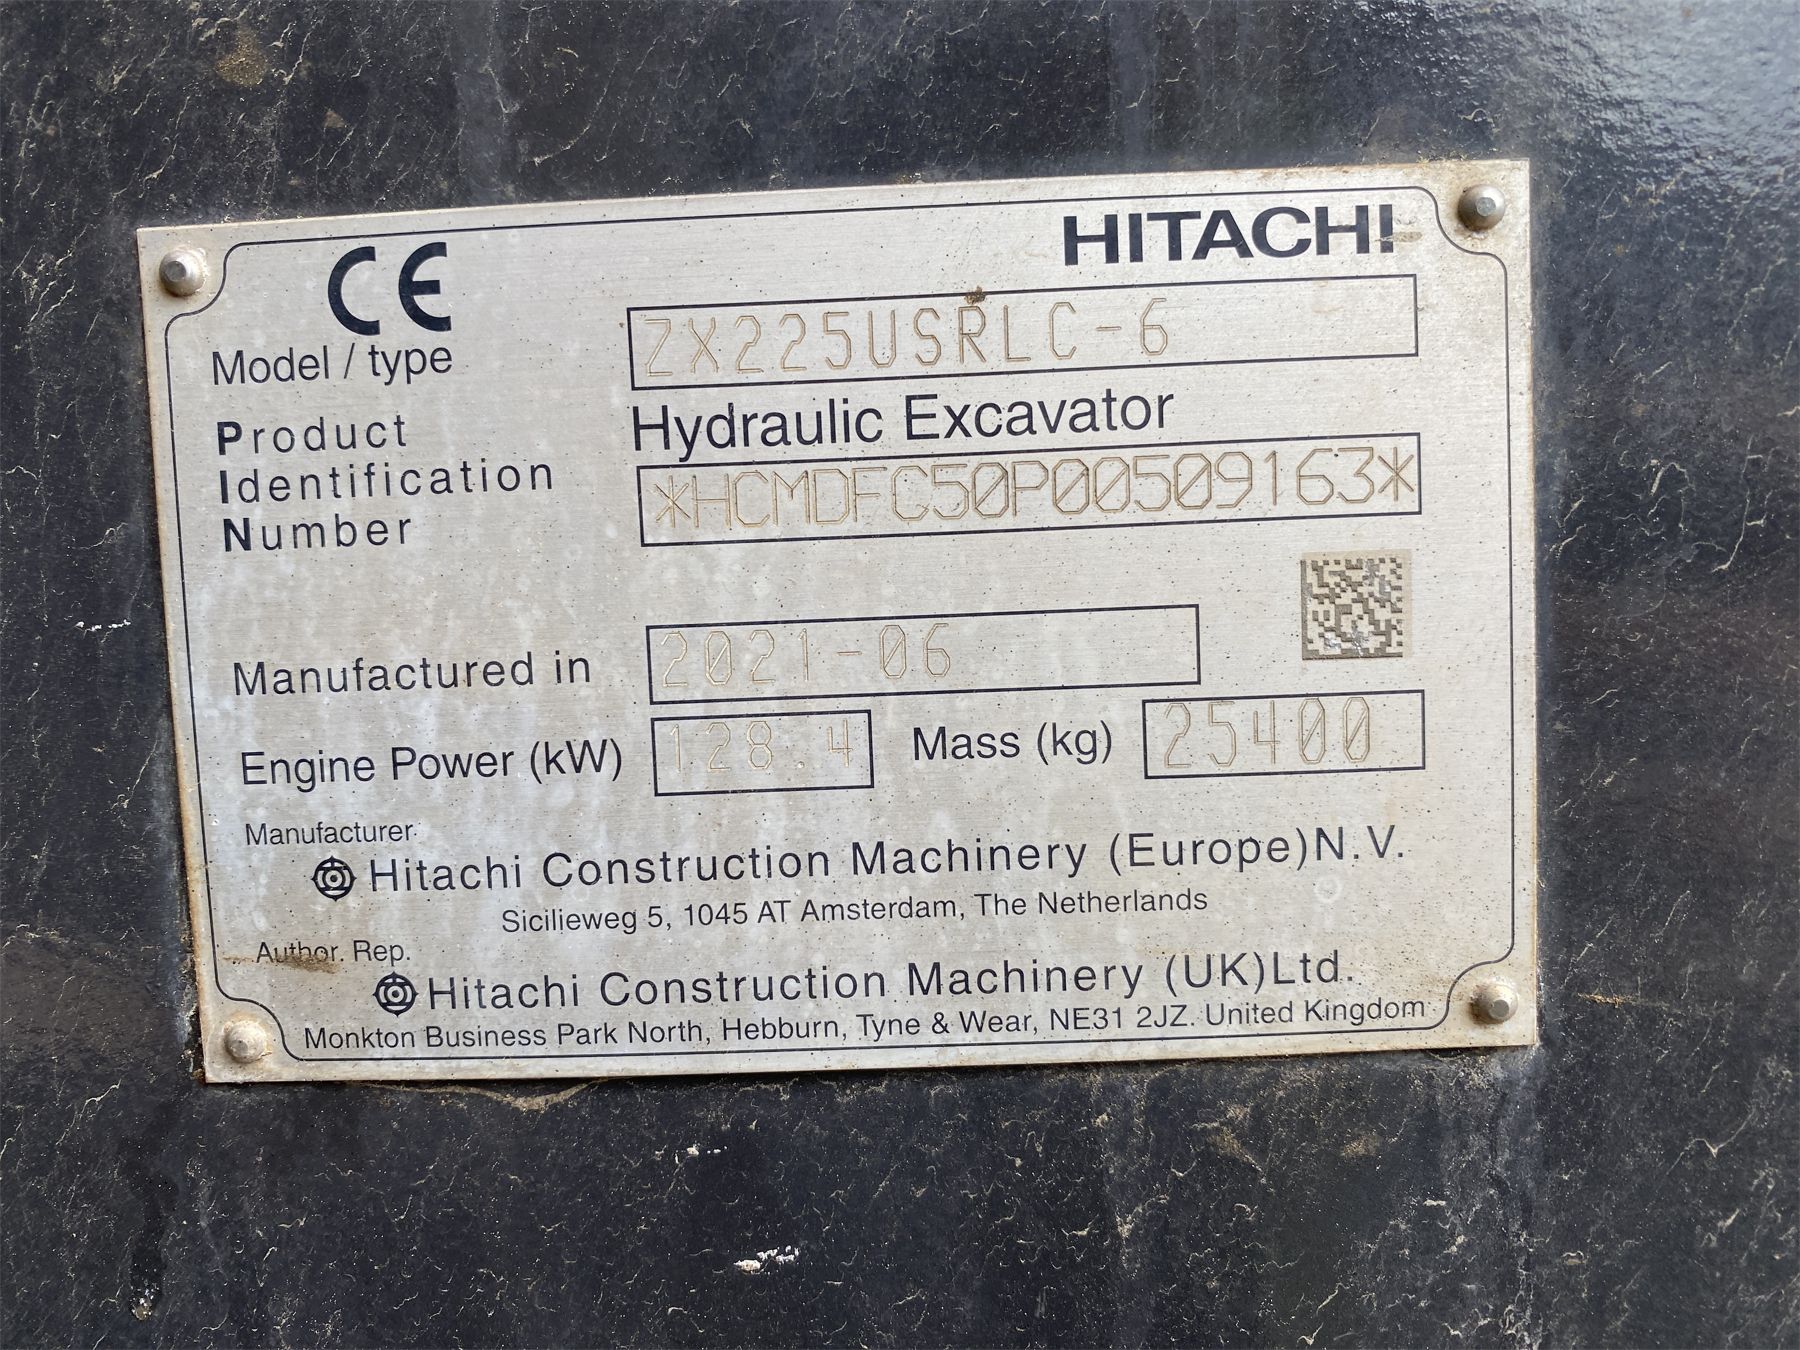 CE
HITACHI
Model / type ZX225USRLC-6
Hydraulic Excavator
Product
Identification
Number
*HCMDFC50P00509163*
Manufactured in 2021-06
Engine Power (kW) 128.4 Mass (kg) 25400
Manufacturer.
Hitachi Construction Machinery (Europe)N.V.
Sicilieweg 5, 1045 AT Amsterdam, The Netherlands
Author. Rep.
Hitachi Construction Machinery (UK)Ltd.
Monkton Business Park North, Hebburn, Tyne & Wear, NE31 2JZ. United Kingdom